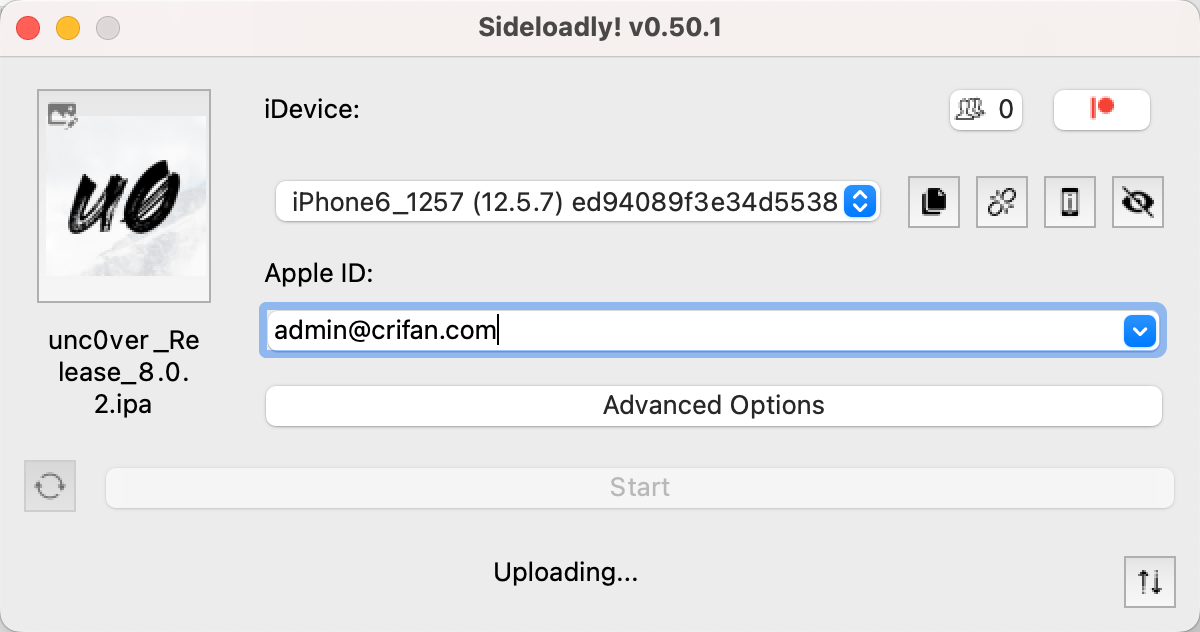 Sideloadly! v0.50.1
iDevice:
0
iPhone6_1257 (12.5.7) ed94089f3e34d5538
Apple ID:
admin@crifan.com
u0
unc0ver_Re
lease_8.0.
2.ipa
Advanced Options
Start
Uploading...